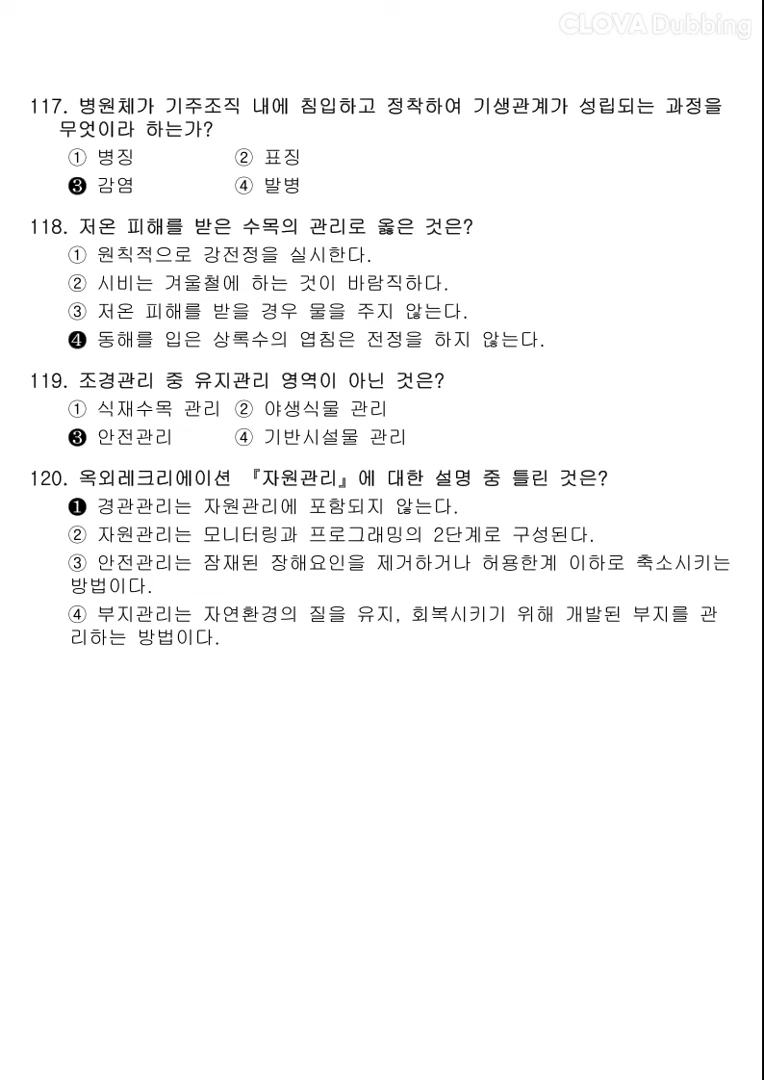 CLOVA Dubbing
117. 병원체가 기주조직 내에 침입하고 정착하여 기생관계가 성립되는 과정을
무엇이라 하는가?
① 병징 ② 표징
❸ 감염 ④ 발병
118. 저온 피해를 받은 수목의 관리로 옳은 것은?
① 원칙적으로 강전정을 실시한다.
② 시비는 겨울철에 하는 것이 바람직하다.
③ 저온 피해를 받을 경우 물을 주지 않는다.
❹ 동해를 입은 상록수의 엽침은 전정을 하지 않는다.
119. 조경관리 중 유지관리 영역이 아닌 것은?
① 식재수목 관리 ② 야생식물 관리
❸ 안전관리 ④ 기반시설물 관리
120. 옥외레크리에이션 『자원관리』에 대한 설명 중 틀린 것은?
❶ 경관관리는 자원관리에 포함되지 않는다.
② 자원관리는 모니터링과 프로그래밍의 2단계로 구성된다.
③ 안전관리는 잠재된 장해요인을 제거하거나 허용한계 이하로 축소시키는
방법이다.
④ 부지관리는 자연환경의 질을 유지, 회복시키기 위해 개발된 부지를 관
리하는 방법이다.